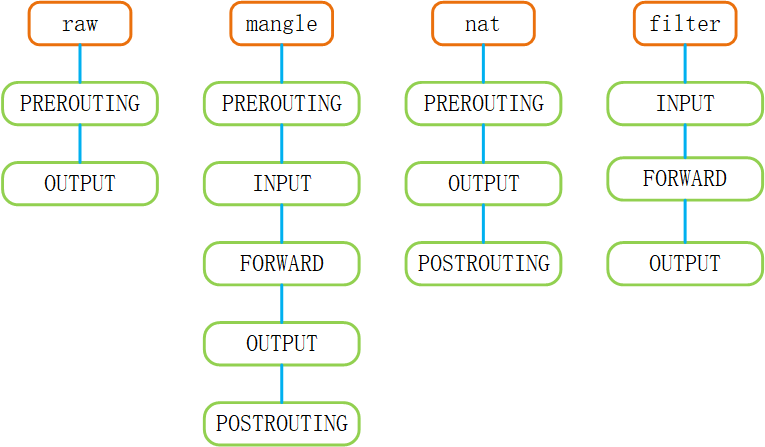 raw
PREROUTING
OUTPUT
mangle
PREROUTING
INPUT
FORWARD
OUTPUT
POSTROUTING
nat
PREROUTING
OUTPUT
POSTROUTING
filter
INPUT
FORWARD
OUTPUT